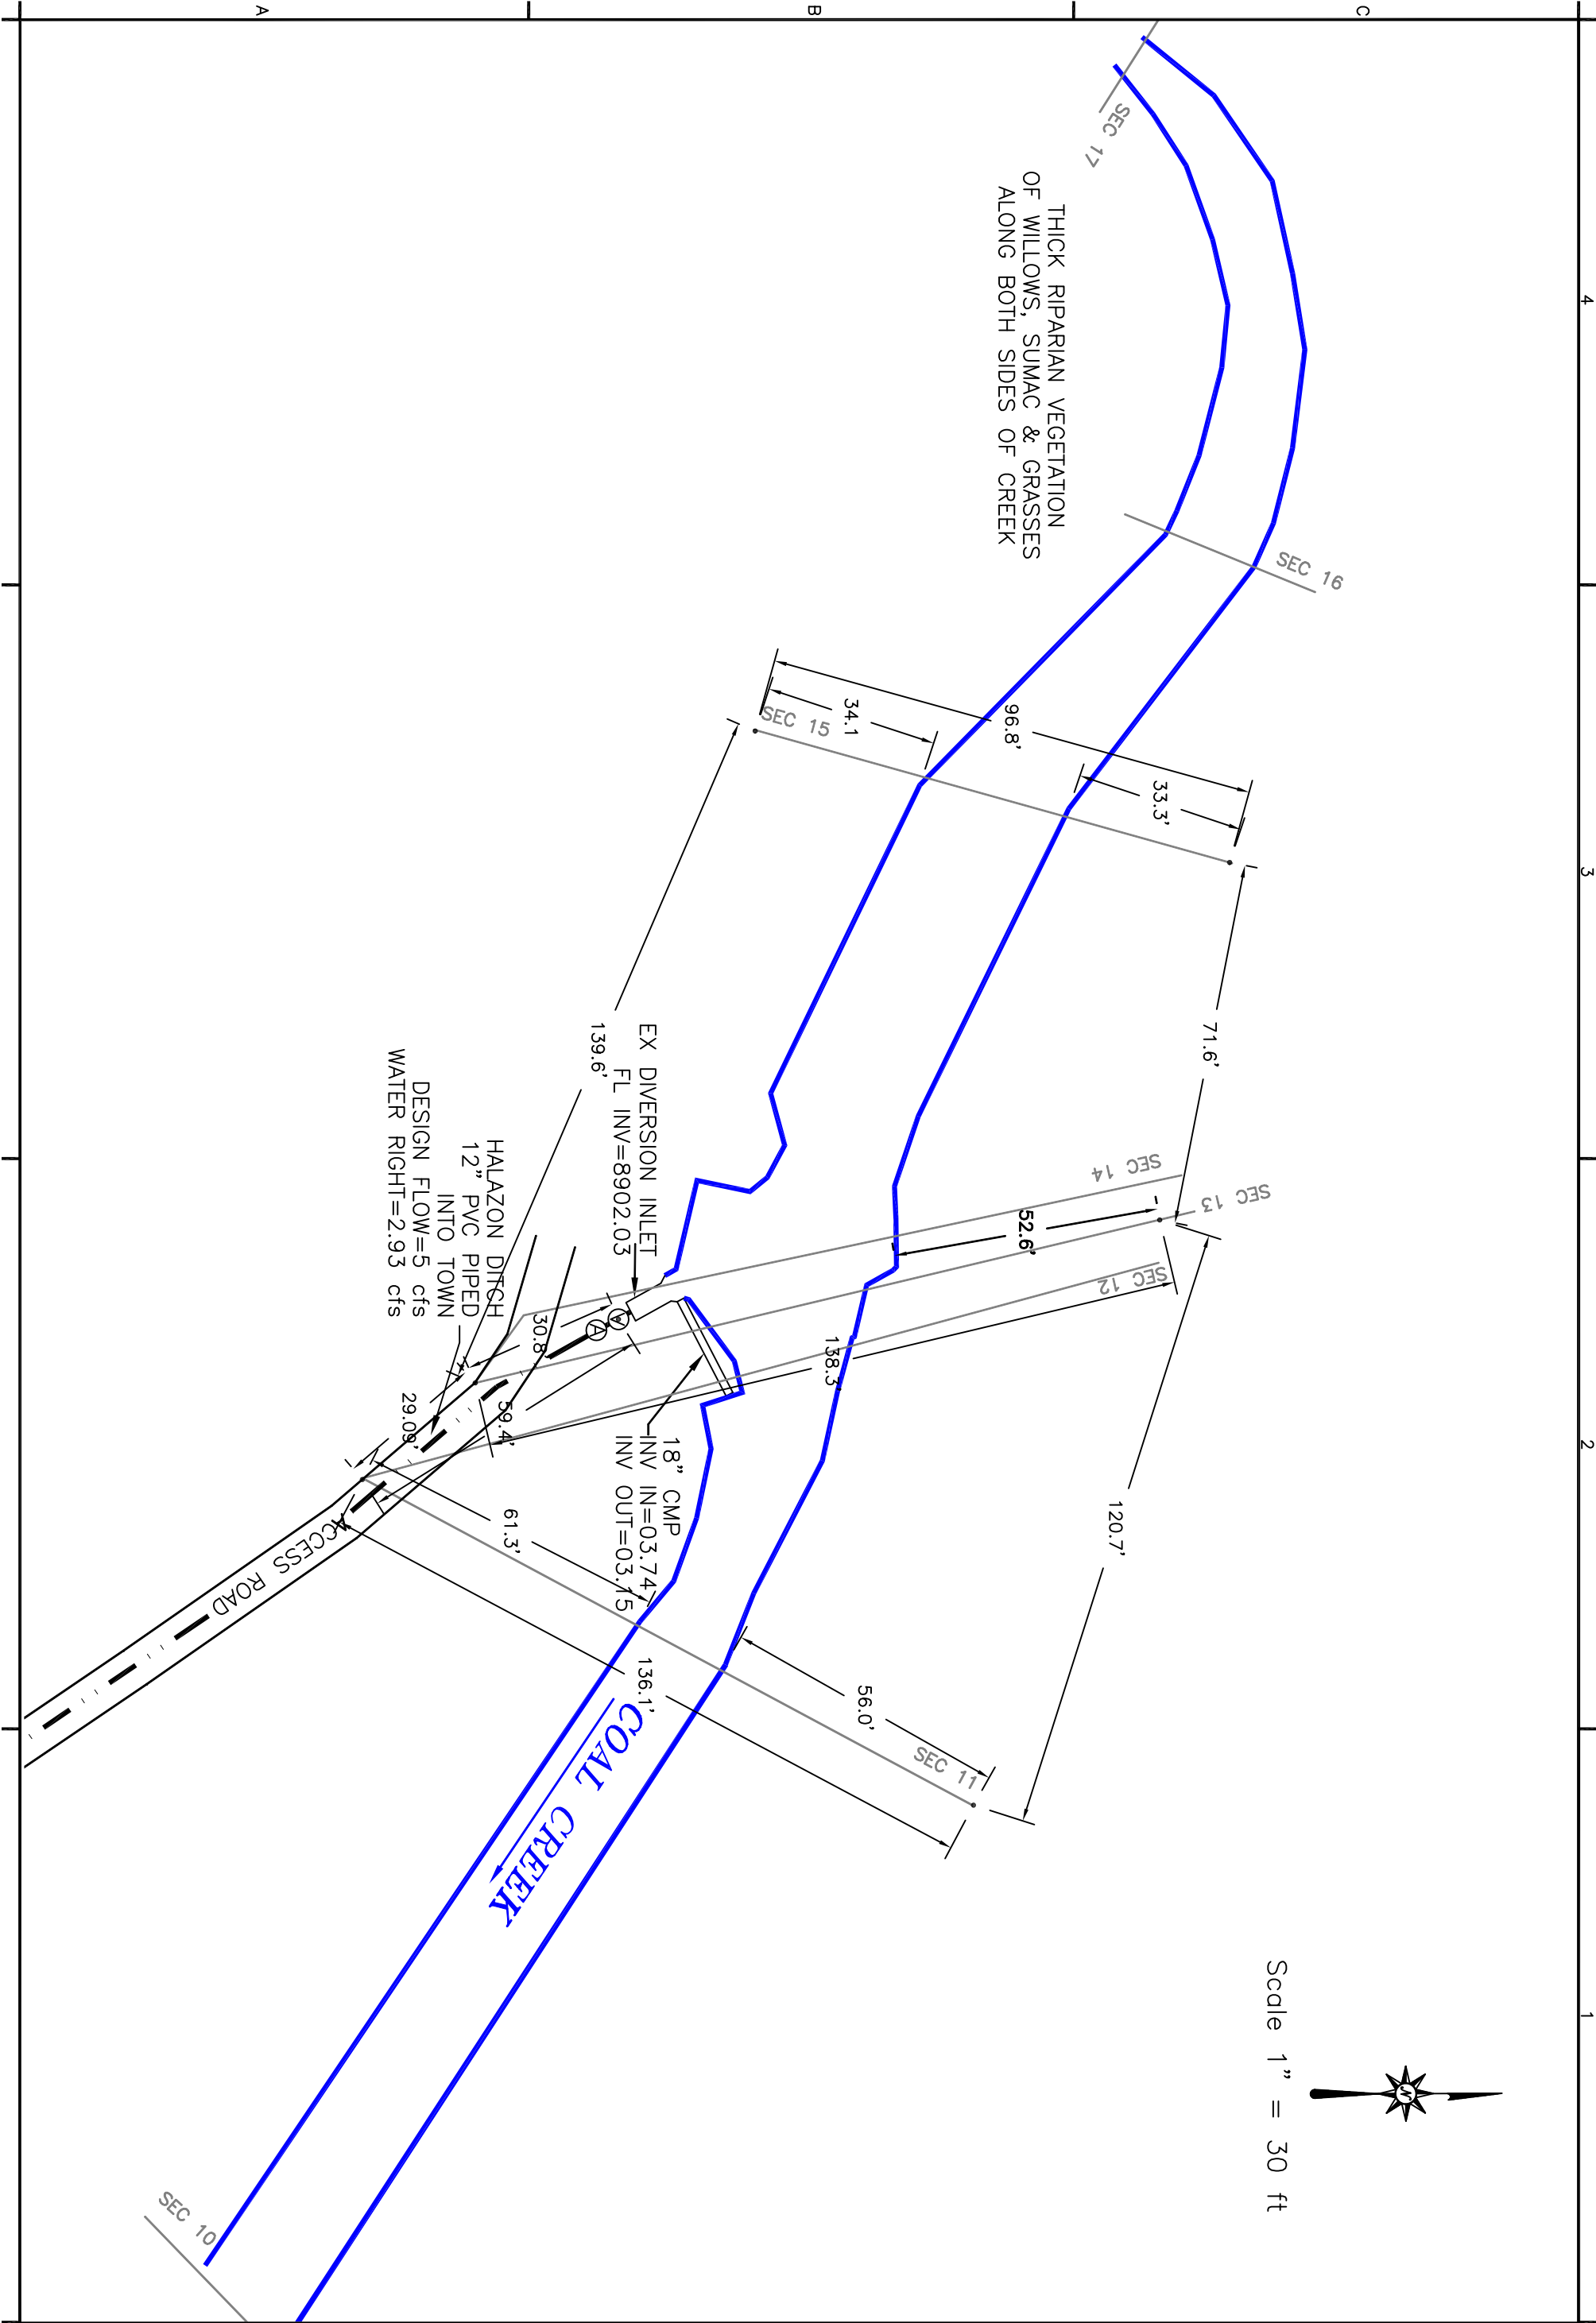 A
B
C
4
3
2
1
SEC 17
THICK RIPARIAN VEGETATION
OF WILLOWS, SUMAC & GRASSES
ALONG BOTH SIDES OF CREEK
SEC 16
96.8'
34.1
SEC 15
33.3'
71.6'
139.6'
EX DIVERSION INLET
FL INV=8902.03
HALAZON DITCH
12" PVC PIPED
INTO TOWN
DESIGN FLOW=5 cfs
WATER RIGHT=2.93 cfs
SEC 14
SEC 13
SEC 12
52.6'
138.3'
30.8
A
A
59.4'
29.09'
18" CMP
INV IN=03.74
INV OUT=03.15
61.3'
120.7'
136.1'
56.0'
SEC 11
ACCESS ROAD
COAL CREEK
SEC 10
Scale 1" = 30 ft
N